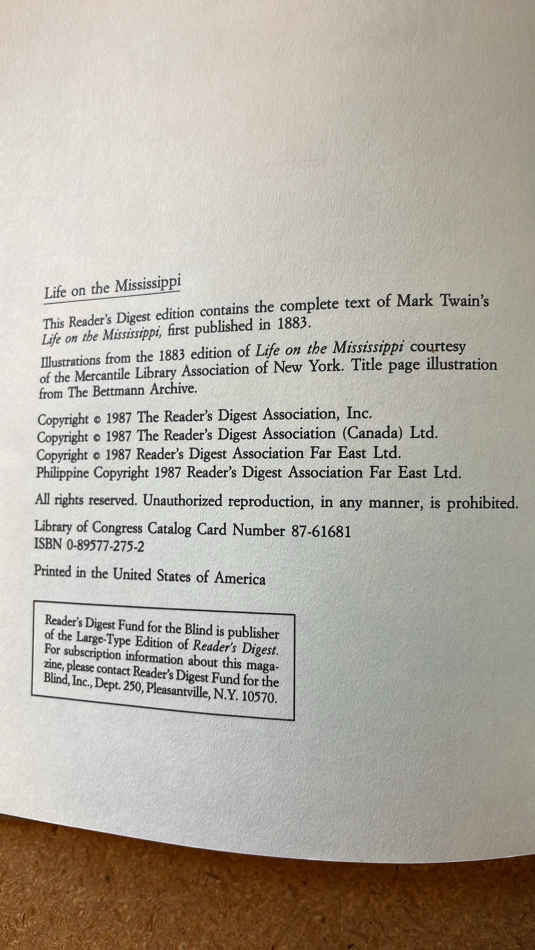 Life on the Mississippi
This Reader's Digest edition contains the complete text of Mark Twain's
Life on the Mississippi, first published in 1883.
Illustrations from the 1883 edition of Life on the Mississippi courtesy
of the Mercantile Library Association of New York. Title page illustration
from The Bettmann Archive.
Copyright © 1987 The Reader's Digest Association, Inc.
Copyright © 1987 The Reader's Digest Association (Canada) Ltd.
Copyright © 1987 Reader's Digest Association Far East Ltd.
Philippine Copyright 1987 Reader's Digest Association Far East Ltd.
All rights reserved. Unauthorized reproduction, in any manner, is prohibited.
Library of Congress Catalog Card Number 87-61681
ISBN 0-89577-275-2
Printed in the United States of America
Reader's Digest Fund for the Blind is publisher
of the Large-Type Edition of Reader's Digest.
For subscription information about this maga-
zine, please contact Reader's Digest Fund for the
Blind, Inc., Dept. 250, Pleasantville, N.Y. 10570.